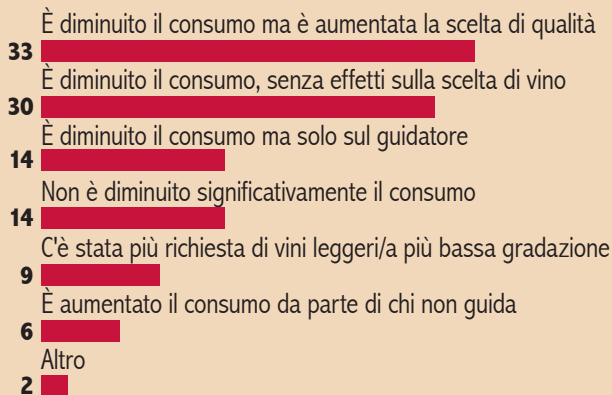 È diminuito il consumo ma è aumentata la scelta di qualità
33
È diminuito il consumo, senza effetti sulla scelta di vino
30
È diminuito il consumo ma solo sul guidatore
14
Non è diminuito significativamente il consumo
14
C'è stata più richiesta di vini leggeri/a più bassa gradazione
9
È aumentato il consumo da parte di chi non guida
6
Altro
2